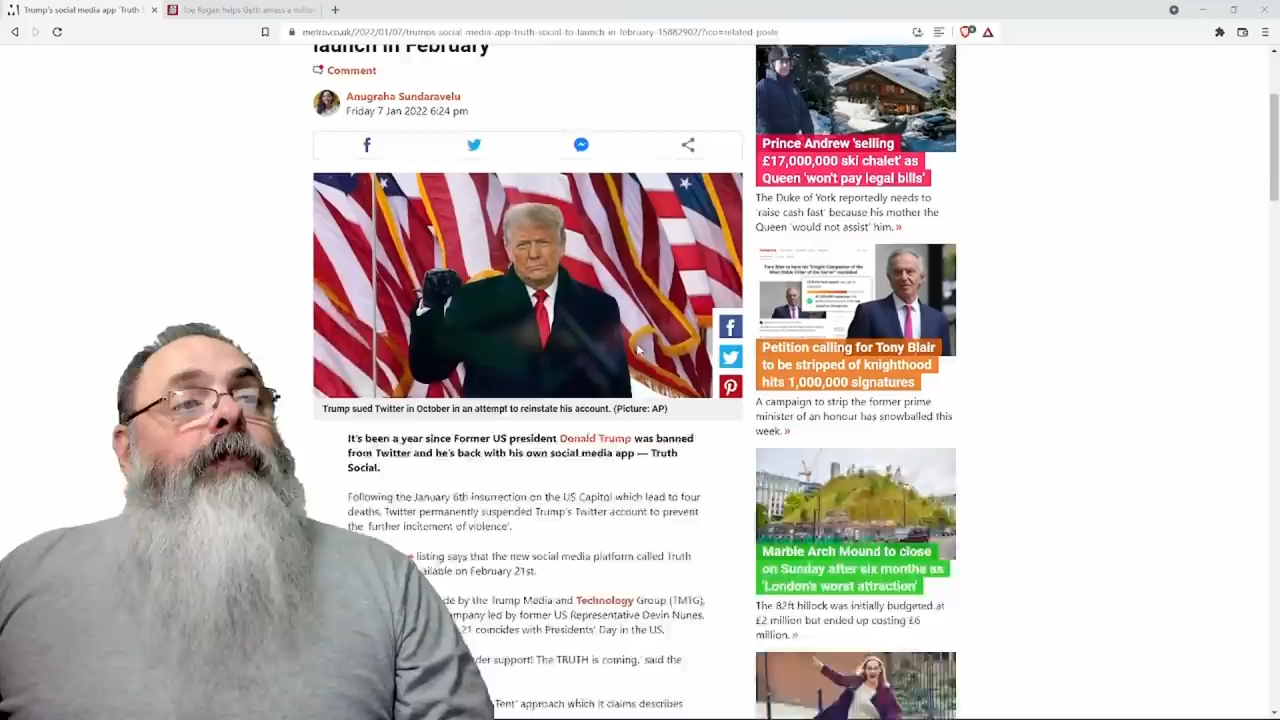 Trump's social media app 'Truth S
Joe Rogan helps Gettr amass a million
metro.co.uk/2022/01/07/trumps-social-media-app-truth-social-to-launch-in-february-15882902/?ico=related-posts
launch in February
Comment
Anugraha Sundaravelu
Friday 7 Jan 2022 6:24 pm
Trump sued Twitter in October in an attempt to reinstate his account. (Picture: AP)
It's been a year since Former US president Donald Trump was banned
from Twitter and he's back with his own social media app — Truth
Social.
Following the January 6th insurrection on the US Capitol which lead to four
deaths, Twitter permanently suspended Trump's Twitter account to prevent
the 'further incitement of violence'.
listing says that the new social media platform called Truth
available on February 21st.
de by the Trump Media and Technology Group (TMTG),
mpany led by former US Representative Devin Nunes.
21 coincides with Presidents' Day in the US.
der support! The TRUTH is coming,' said the
Tent' approach which it claims describes
Prince Andrew 'selling
£17,000,000 ski chalet' as
Queen 'won't pay legal bills'
The Duke of York reportedly needs to
'raise cash fast' because his mother the
Queen 'would not assist' him. »
Petition calling for Tony Blair
to be stripped of knighthood
hits 1,000,000 signatures
A campaign to strip the former prime
minister of an honour has snowballed this
week. »
Marble Arch Mound to close
on Sunday after six months as
'London's worst attraction'
The 82ft hillock was initially budgeted at
£2 million but ended up costing £6
million. »